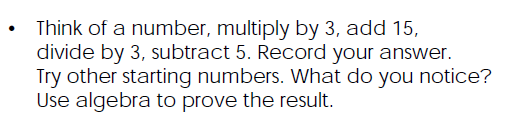 • Think of a number, multiply by 3, add 15,
divide by 3, subtract 5. Record your answer.
Try other starting numbers. What do you notice?
Use algebra to prove the result.